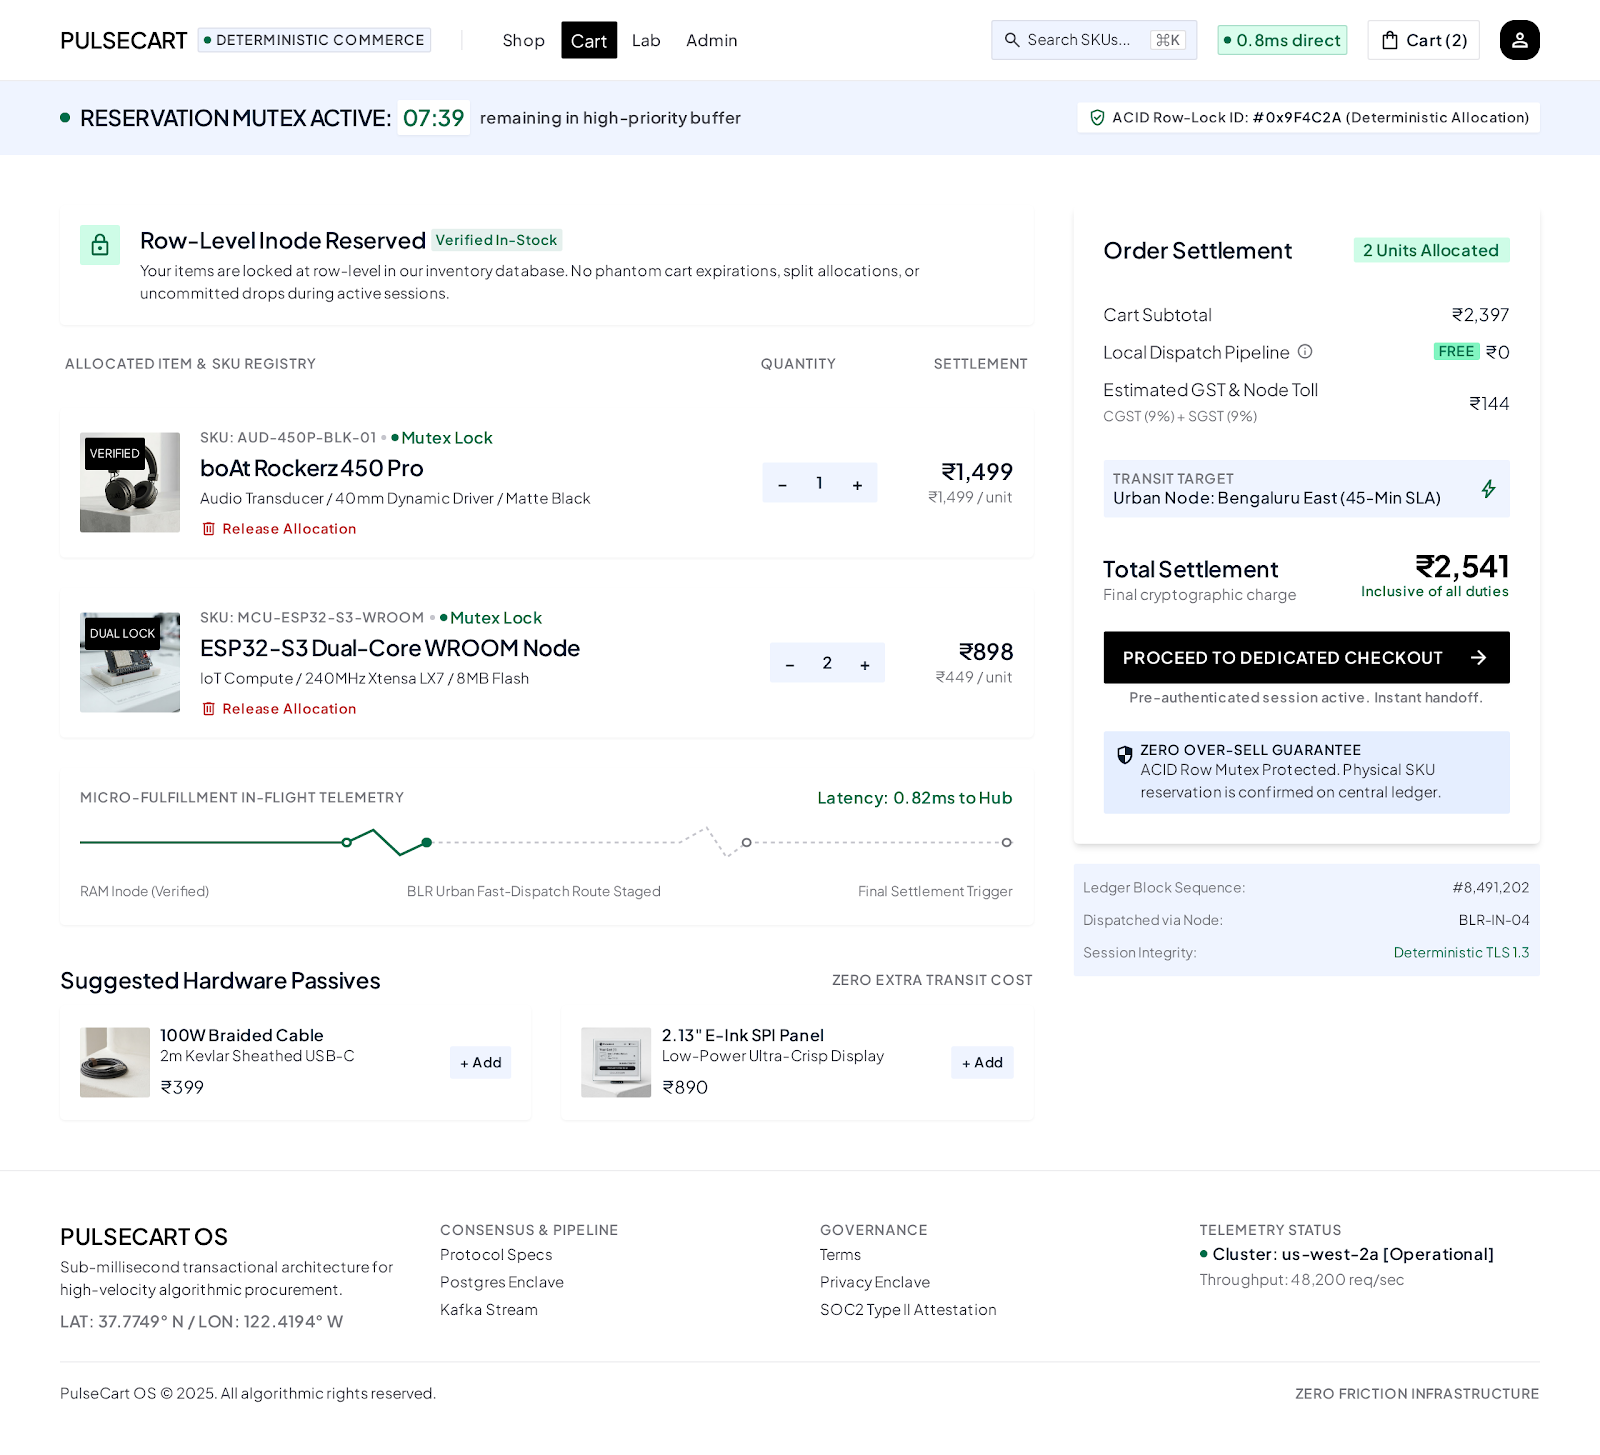 PULSECART
DETERMINISTIC COMMERCE
Shop
Cart
Lab
Admin
Search SKUs...
⌘K
0.8ms direct
Cart (2)
RESERVATION MUTEX ACTIVE:
07:39
remaining in high-priority buffer
ACID Row-Lock ID: #0x9F4C2A (Deterministic Allocation)
Row-Level Inode Reserved
Verified In-Stock
Your items are locked at row-level in our inventory database. No phantom cart expirations, split allocations, or
uncommitted drops during active sessions.
ALLOCATED ITEM & SKU REGISTRY
QUANTITY
SETTLEMENT
VERIFIED
SKU: AUD-450P-BLK-01
Mutex Lock
boAt Rockerz 450 Pro
Audio Transducer / 40mm Dynamic Driver / Matte Black
Release Allocation
- 1 +
₹1,499
₹1,499 / unit
DUAL LOCK
SKU: MCU-ESP32-S3-WROOM
Mutex Lock
ESP32-S3 Dual-Core WROOM Node
IoT Compute / 240MHz Xtensa LX7 / 8MB Flash
Release Allocation
- 2 +
₹898
₹449 / unit
MICRO-FULFILLMENT IN-FLIGHT TELEMETRY
Latency: 0.82ms to Hub
RAM Inode (Verified)
BLR Urban Fast-Dispatch Route Staged
Final Settlement Trigger
Suggested Hardware Passives
ZERO EXTRA TRANSIT COST
100W Braided Cable
2m Kevlar Sheathed USB-C
₹399
+ Add
2.13" E-Ink SPI Panel
Low-Power Ultra-Crisp Display
₹890
+ Add
Order Settlement
2 Units Allocated
Cart Subtotal
₹2,397
Local Dispatch Pipeline
FREE
₹0
Estimated GST & Node Toll
CGST (9%) + SGST (9%)
₹144
TRANSIT TARGET
Urban Node: Bengaluru East (45-Min SLA)
Total Settlement
Final cryptographic charge
₹2,541
Inclusive of all duties
PROCEED TO DEDICATED CHECKOUT
Pre-authenticated session active. Instant handoff.
ZERO OVER-SELL GUARANTEE
ACID Row Mutex Protected. Physical SKU
reservation is confirmed on central ledger.
Ledger Block Sequence:
#8,491,202
Dispatched via Node:
BLR-IN-04
Session Integrity:
Deterministic TLS 1.3
PULSECART OS
Sub-millisecond transactional architecture for
high-velocity algorithmic procurement.
LAT: 37.7749° N / LON: 122.4194° W
CONSENSUS & PIPELINE
Protocol Specs
Postgres Enclave
Kafka Stream
GOVERNANCE
Terms
Privacy Enclave
SOC2 Type II Attestation
TELEMETRY STATUS
Cluster: us-west-2a [Operational]
Throughput: 48,200 req/sec
PulseCart OS © 2025. All algorithmic rights reserved.
ZERO FRICTION INFRASTRUCTURE